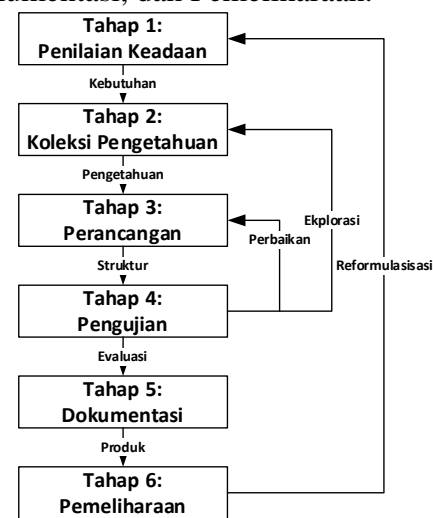 Tahap 1:
Penilaian Keadaan
Kebutuhan
Tahap 2:
Koleksi Pengetahuan
Pengetahuan
Tahap 3:
Perancangan
Struktur
Tahap 4:
Pengujian
Evaluasi
Tahap 5:
Dokumentasi
Produk
Tahap 6:
Pemeliharaan
Perbaikan
Ekplorasi
Reformulasisasi